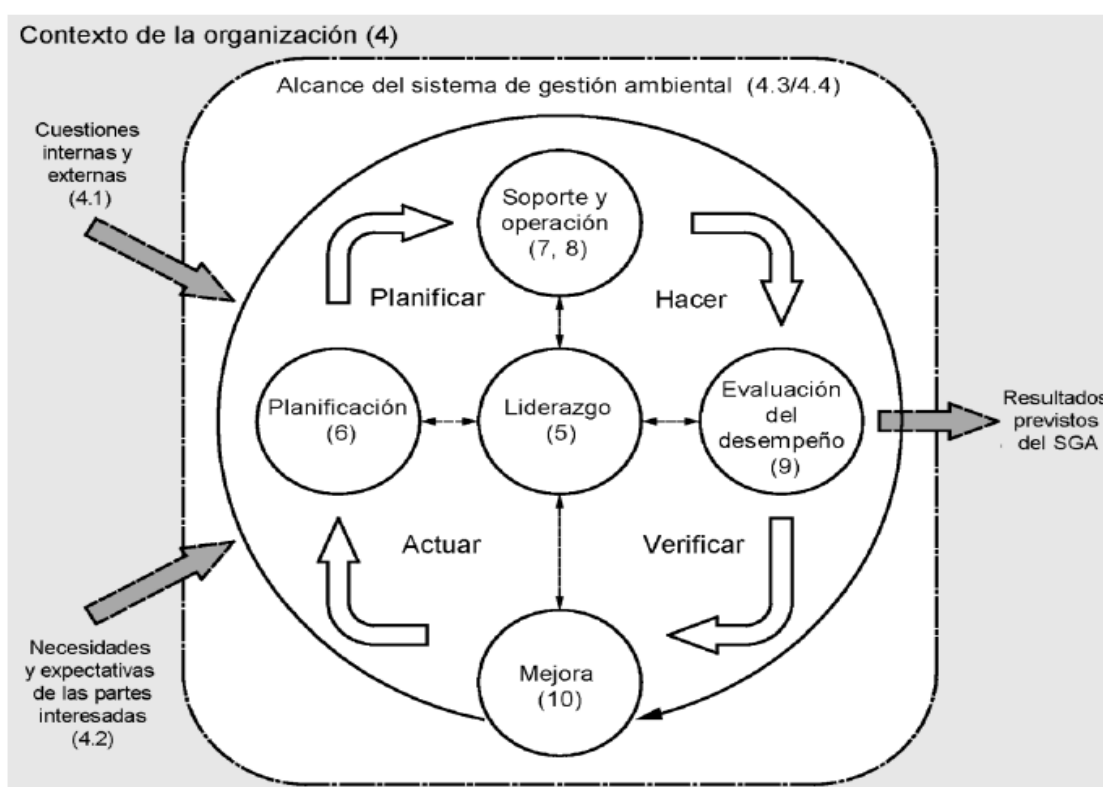 Contexto de la organización (4)
Alcance del sistema de gestión ambiental (4.3/4.4)
Cuestiones
internas y
externas
(4.1)
Soporte y
operación
(7, 8)
Planificar
Hacer
Planificación
(6)
Liderazgo
(5)
Evaluación
del
desempeño
(9)
Resultados
previstos
del SGA
Actuar
Verificar
Necesidades
y expectativas
de las partes
interesadas
(4.2)
Mejora
(10)